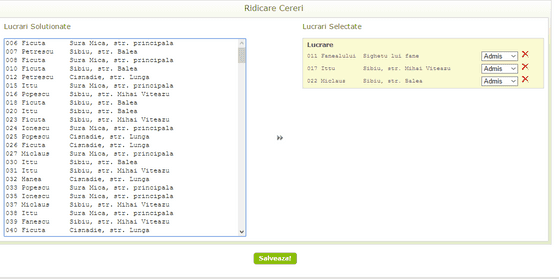 Ridicare Cereri
Lucrari Solutionate
006 Ficuta Sura Mica, str. principala
007 Petrescu Sibiu, str. Balea
008 Ficuta Sura Mica, str. principala
010 Ficuta Sibiu, str. Balea
012 Petrescu Cisnadie, str. Lunga
015 Ittu Sura Mica, str. principala
016 Popescu Sibiu, str. Mihai Viteazu
018 Ficuta Sibiu, str. Balea
020 Ittu Sibiu, str. Balea
023 Ficuta Sibiu, str. Mihai Viteazu
024 Ionescu Sura Mica, str. principala
025 Popescu Cisnadie, str. Lunga
026 Ficuta Cisnadie, str. Lunga
027 Miclaus Sura Mica, str. principala
030 Ittu Sibiu, str. Balea
031 Ittu Sibiu, str. Mihai Viteazu
032 Hanea Cisnadie, str. Lunga
033 Popescu Sura Mica, str. principala
035 Ionescu Sura Mica, str. principala
037 Miclaus Sibiu, str. Mihai Viteazu
038 Ittu Sura Mica, str. principala
039 Fanescu Sibiu, str. Mihai Viteazu
040 Ficuta Cisnadie, str. Lunga
»
Lucrari Selectate
Lucrare
011 Fanealului Sighetu lui fane Admis
017 Ittu Sibiu, str. Mihai Viteazu Admis
022 Miclaus Sibiu, str. Balea Admis
Salveaza!